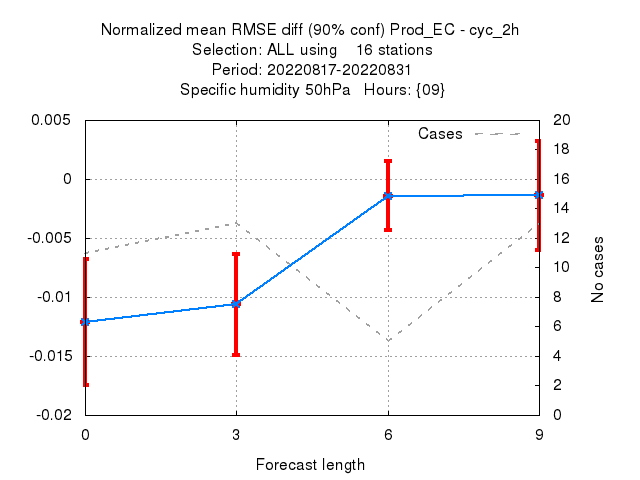 Normalized mean RMSE diff (90% conf) Prod_EC - cyc_2h
Selection: ALL using    16 stations
Period: 20220817-20220831
Specific humidity 50hPa   Hours: {09}
Cases
0.005
0
-0.005
-0.01
-0.015
-0.02
20
18
16
14
12
10
8
6
4
2
0
No cases
0 3 6 9
Forecast length